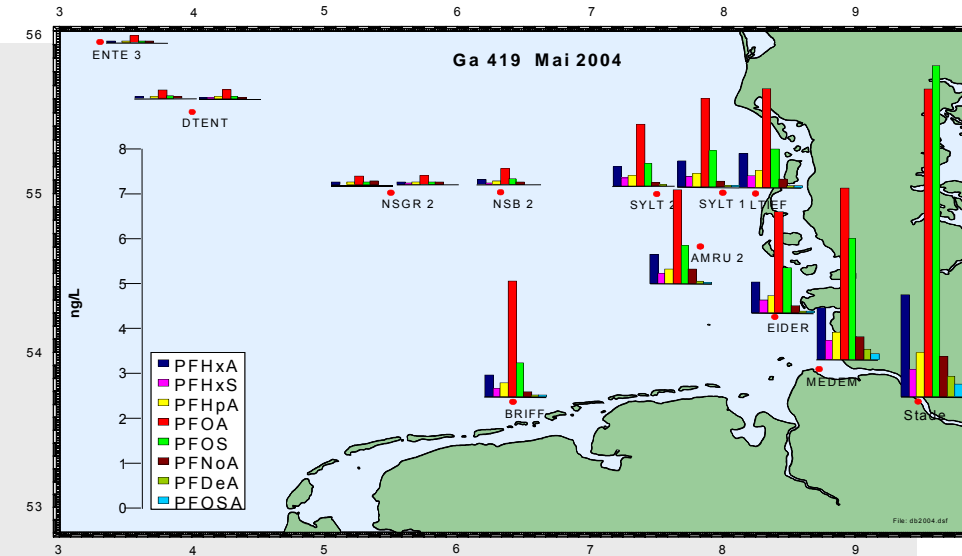 3 4 5 6 7 8 9
56
Ga 419 Mai 2004
ENTE 3
DTENT
8
55
7
NSGR 2
NSB 2
SYLT 2
SYLT 1
LTIEF
6
AMRU 2
5
ng/L
EIDER
4
54
PFHxA
3
PFHxS
MEDEM
PFHpA
BRIFF
Stade
PFOA
2
PFOS
PFNoA
1
PFDeA
PFOSA
0
53
File: db2004.dsf
3 4 5 6 7 8 9